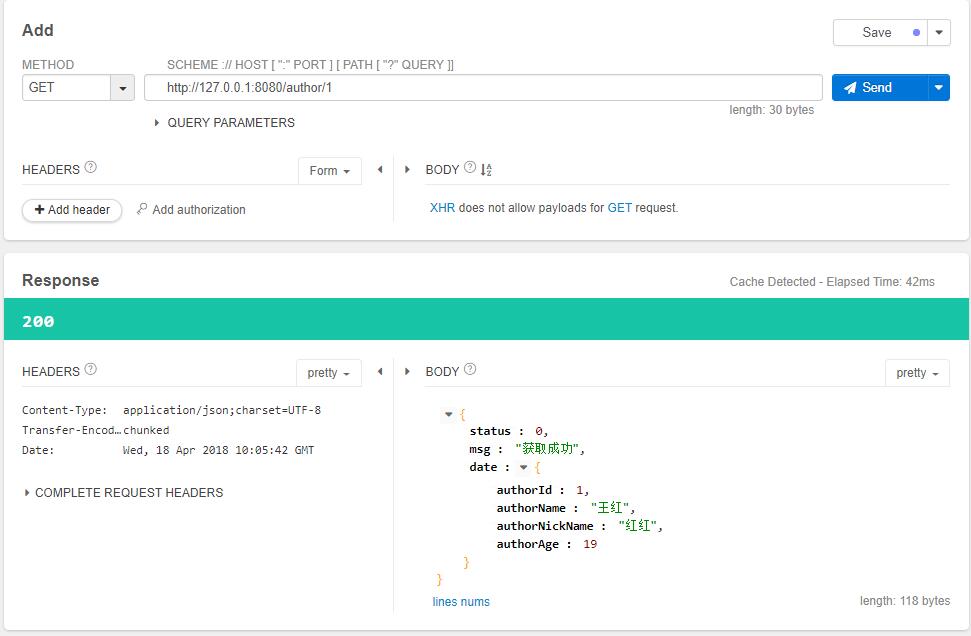 Add
Save
METHOD
SCHEME :// HOST [ ":" PORT ] [ PATH [ "?" QUERY ]]
GET
http://127.0.0.1:8080/author/1
Send
length: 30 bytes
QUERY PARAMETERS
HEADERS ?
Form
BODY ?
Add header
Add authorization
XHR does not allow payloads for GET request.
Response
Cache Detected - Elapsed Time: 42ms
200
HEADERS ?
pretty
BODY ?
pretty
Content-Type: application/json;charset=UTF-8
Transfer-Encod… chunked
Date: Wed, 18 Apr 2018 10:05:42 GMT
COMPLETE REQUEST HEADERS
{
status : 0,
msg : "获取成功",
date : {
authorId : 1,
authorName : "王红",
authorNickName : "红红",
authorAge : 19
}
}
lines nums
length: 118 bytes